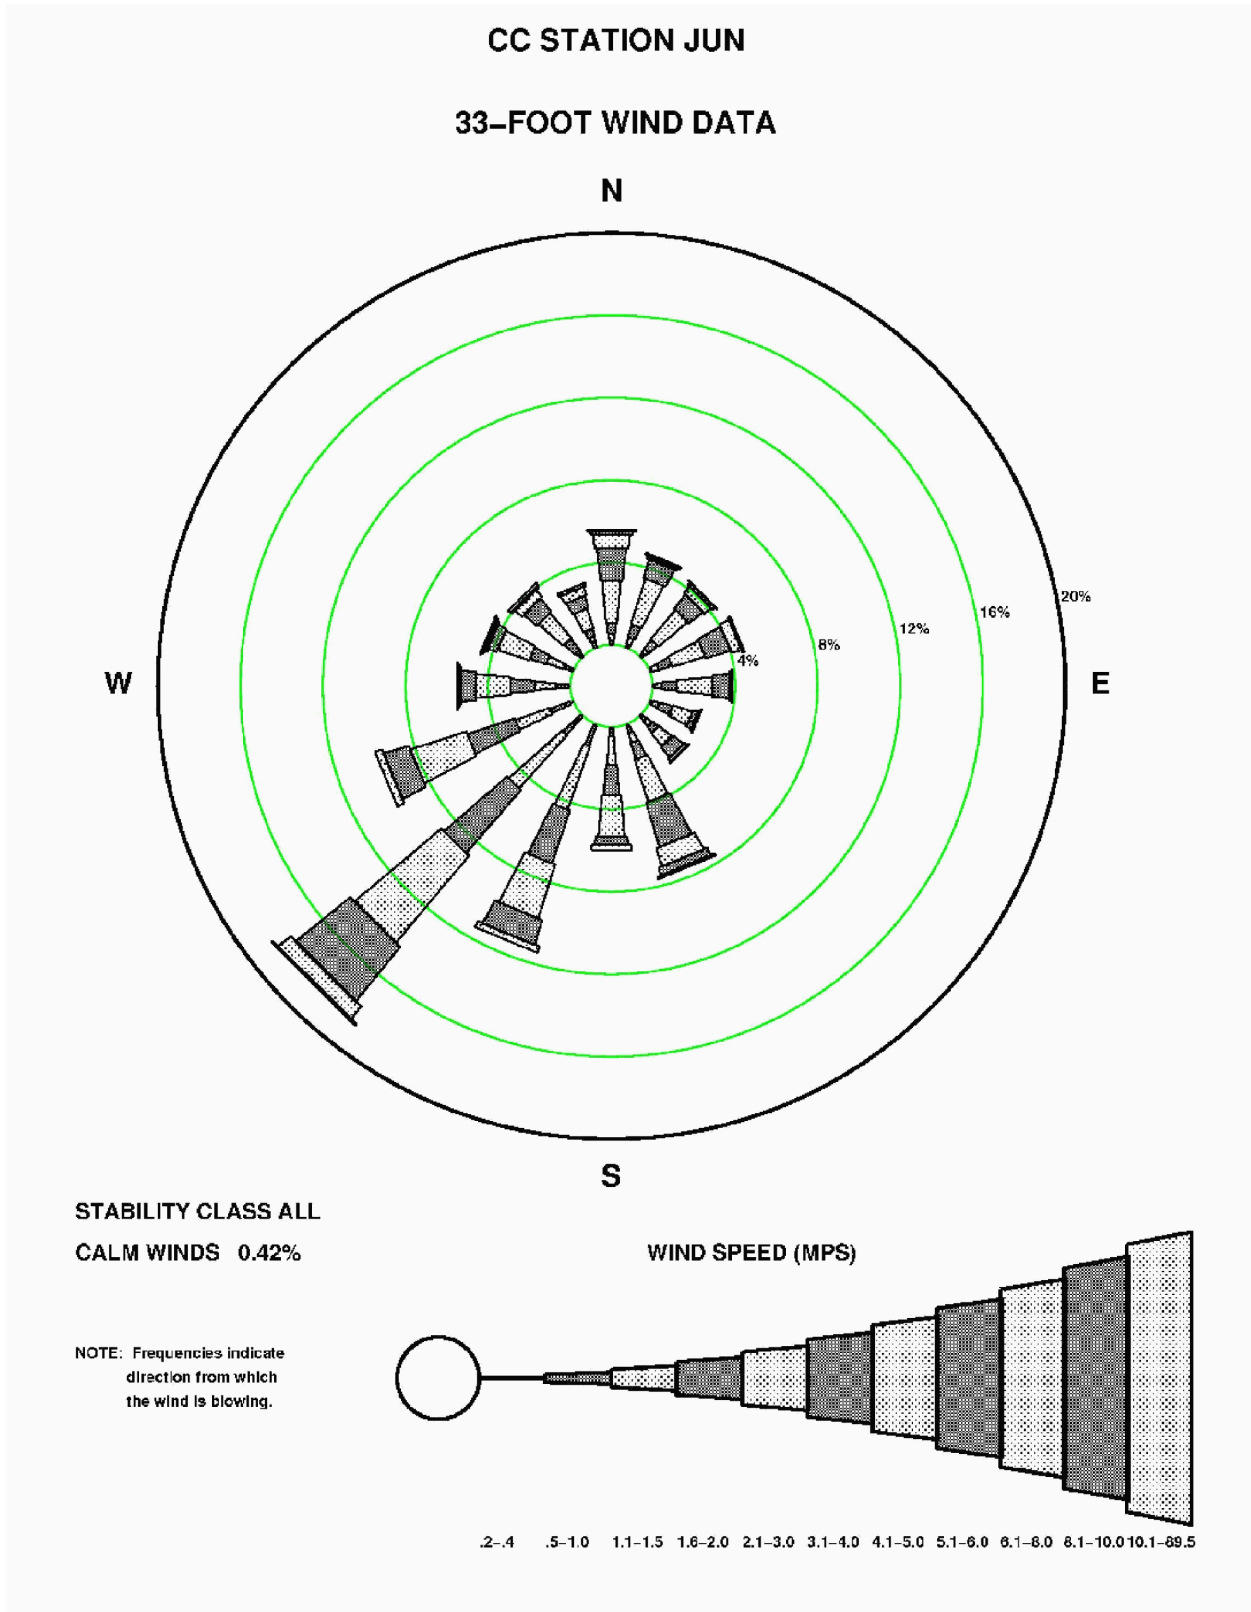 CC STATION JUN
33–FOOT WIND DATA
N
20%
16%
12%
8%
4%
W
E
S
STABILITY CLASS ALL
CALM WINDS 0.42%
WIND SPEED (MPS)
NOTE: Frequencies indicate
direction from which
the wind is blowing.
.2–.4 .5–1.0 1.1–1.5 1.6–2.0 2.1–3.0 3.1–4.0 4.1–5.0 5.1–6.0 6.1–8.0 8.1–10.0 10.1–89.5